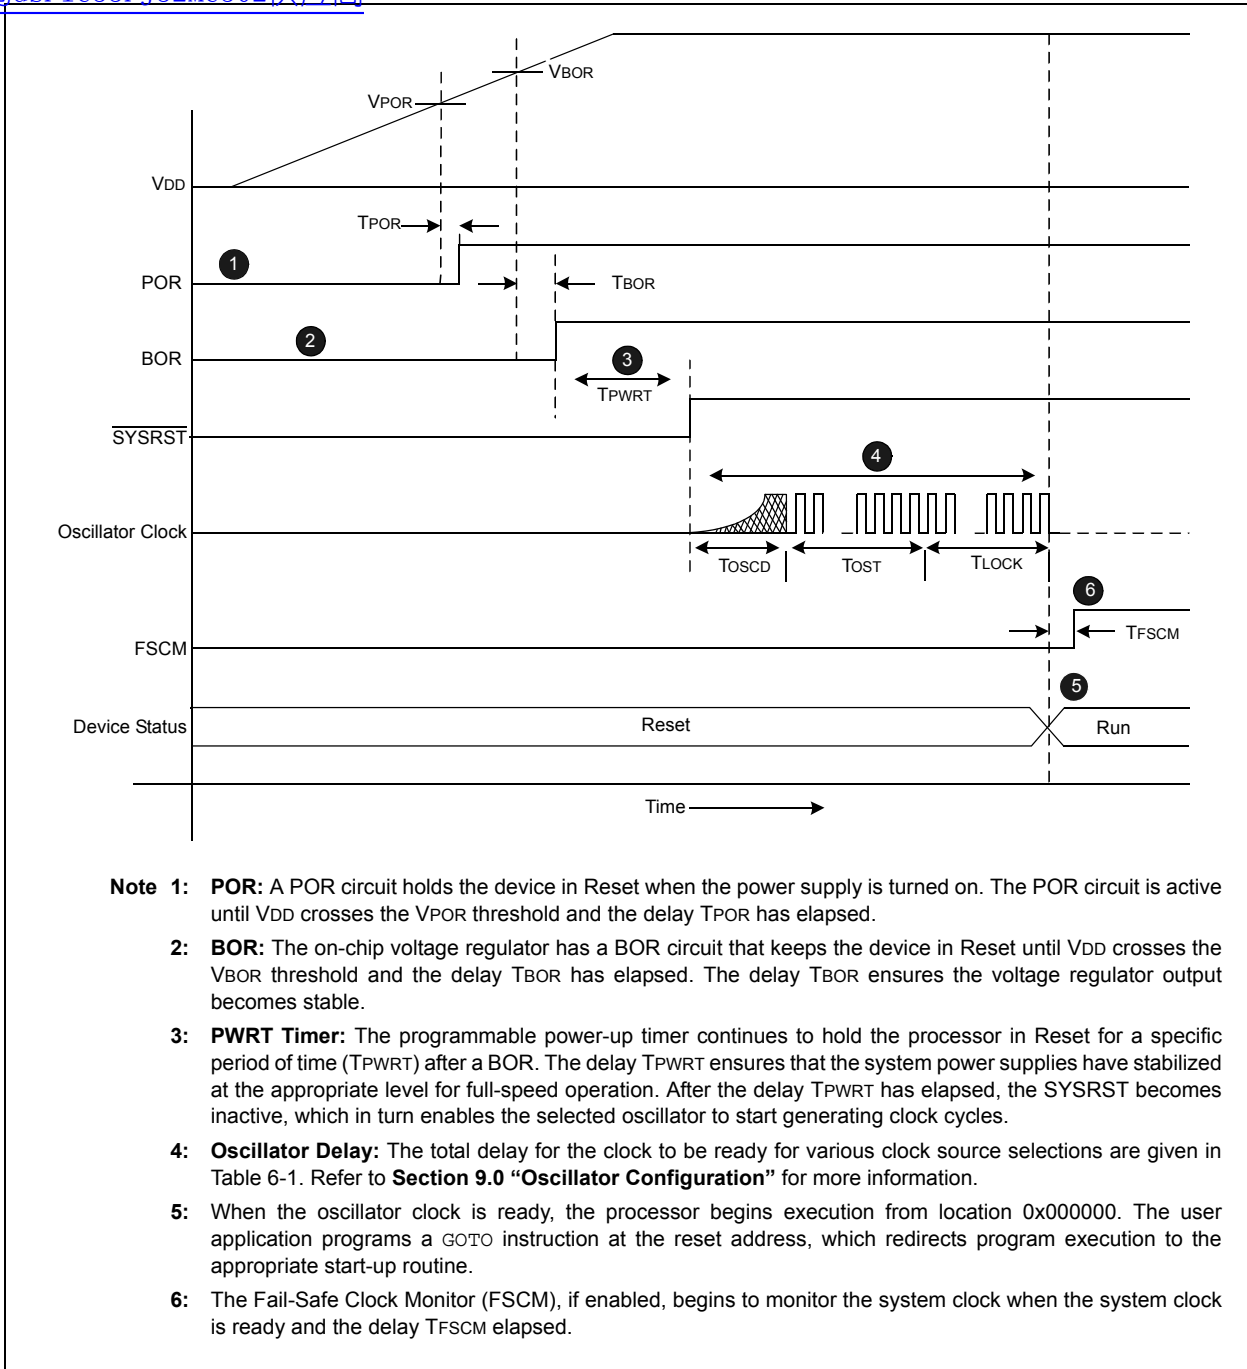 VBOR
VPOR
VDD
TPOR
1
POR
TBOR
2
BOR
3
TPWRT
SYSRST
4
Oscillator Clock
TOSCD
TOST
TLOCK
6
TFSCM
FSCM
5
Device Status
Reset
Run
Time
Note 1: POR: A POR circuit holds the device in Reset when the power supply is turned on. The POR circuit is active
until VDD crosses the VPOR threshold and the delay TPOR has elapsed.
2: BOR: The on-chip voltage regulator has a BOR circuit that keeps the device in Reset until VDD crosses the
VBOR threshold and the delay TBOR has elapsed. The delay TBOR ensures the voltage regulator output
becomes stable.
3: PWRT Timer: The programmable power-up timer continues to hold the processor in Reset for a specific
period of time (TPWRT) after a BOR. The delay TPWRT ensures that the system power supplies have stabilized
at the appropriate level for full-speed operation. After the delay TPWRT has elapsed, the SYSRST becomes
inactive, which in turn enables the selected oscillator to start generating clock cycles.
4: Oscillator Delay: The total delay for the clock to be ready for various clock source selections are given in
Table 6-1. Refer to Section 9.0 “Oscillator Configuration” for more information.
5: When the oscillator clock is ready, the processor begins execution from location 0x000000. The user
application programs a GOTO instruction at the reset address, which redirects program execution to the
appropriate start-up routine.
6: The Fail-Safe Clock Monitor (FSCM), if enabled, begins to monitor the system clock when the system clock
is ready and the delay TFSCM elapsed.